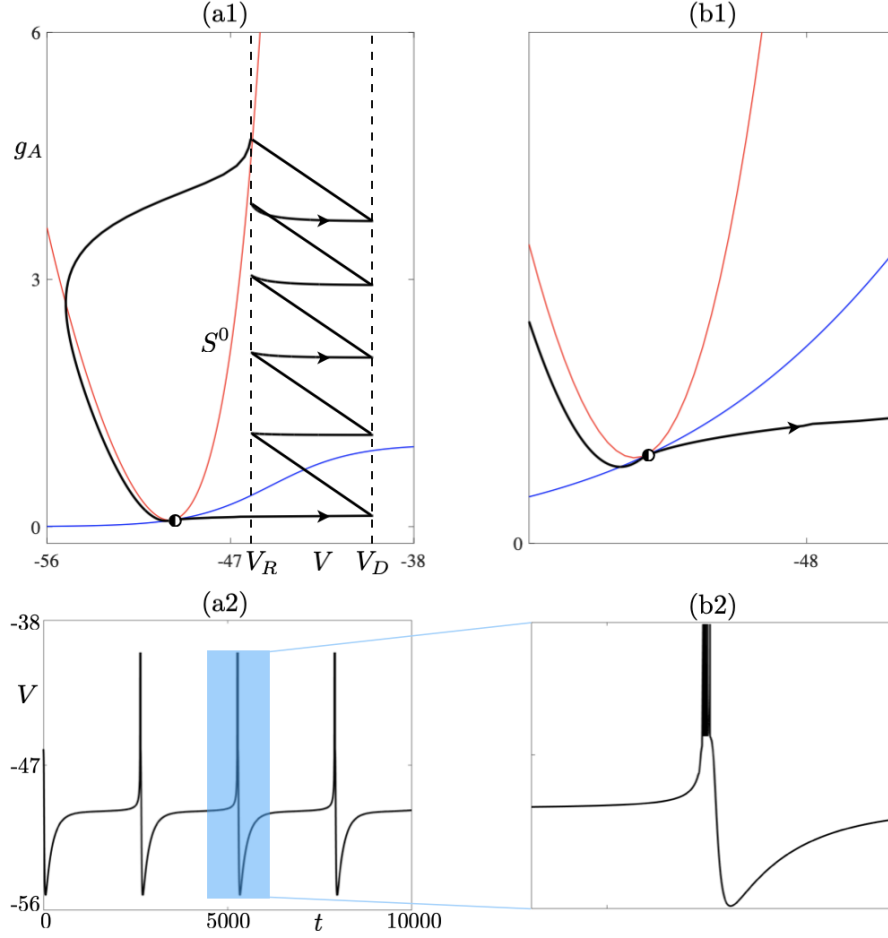 (a1) (b1)
6
g_A
3
S^0
0 0
-56 -47 V_R V V_D -38 -48
(a2) (b2)
-38
V
-47
-56
0 5000 t 10000